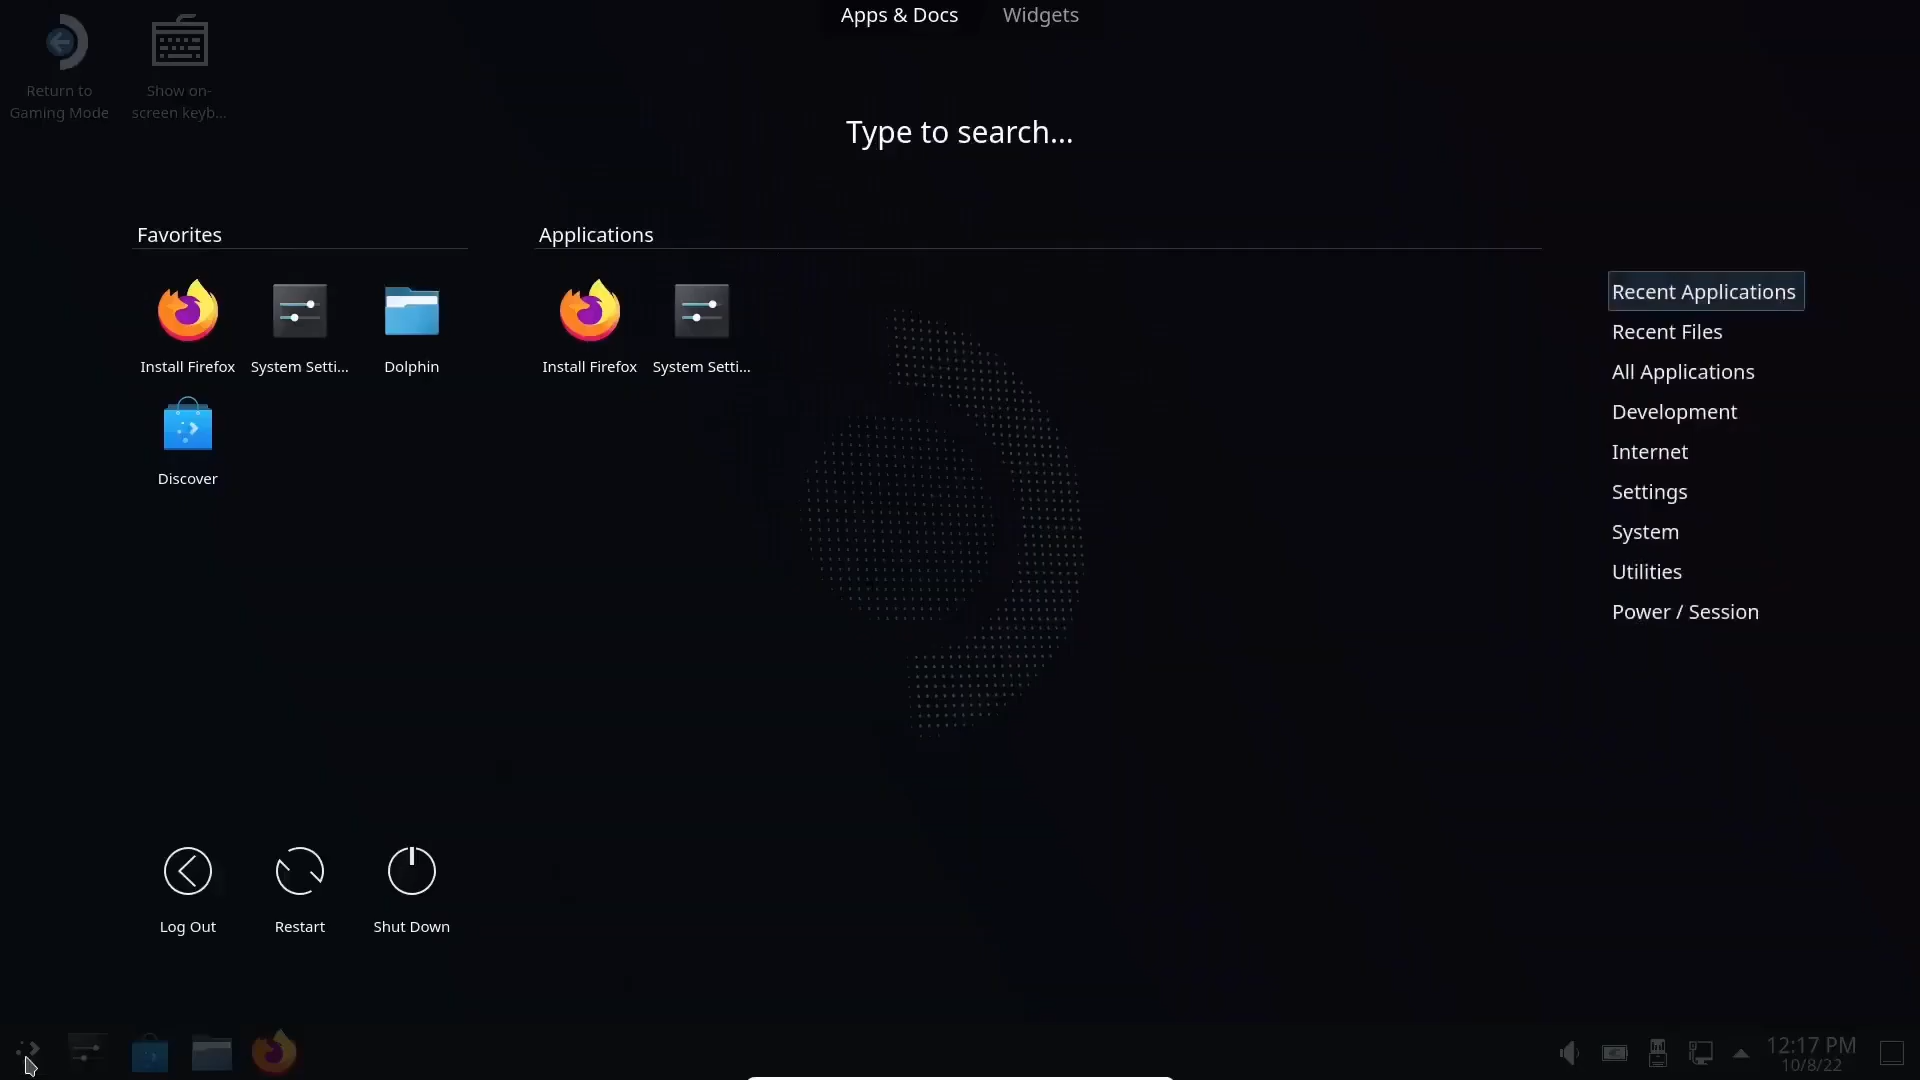 Apps & Docs
Widgets
Return to
Gaming Mode
Show on-
screen keyb...
Type to search...
Favorites
Applications
Install Firefox
System Setti...
Dolphin
Install Firefox
System Setti...
Discover
Recent Applications
Recent Files
All Applications
Development
Internet
Settings
System
Utilities
Power / Session
Log Out
Restart
Shut Down
12:17 PM
10/8/22